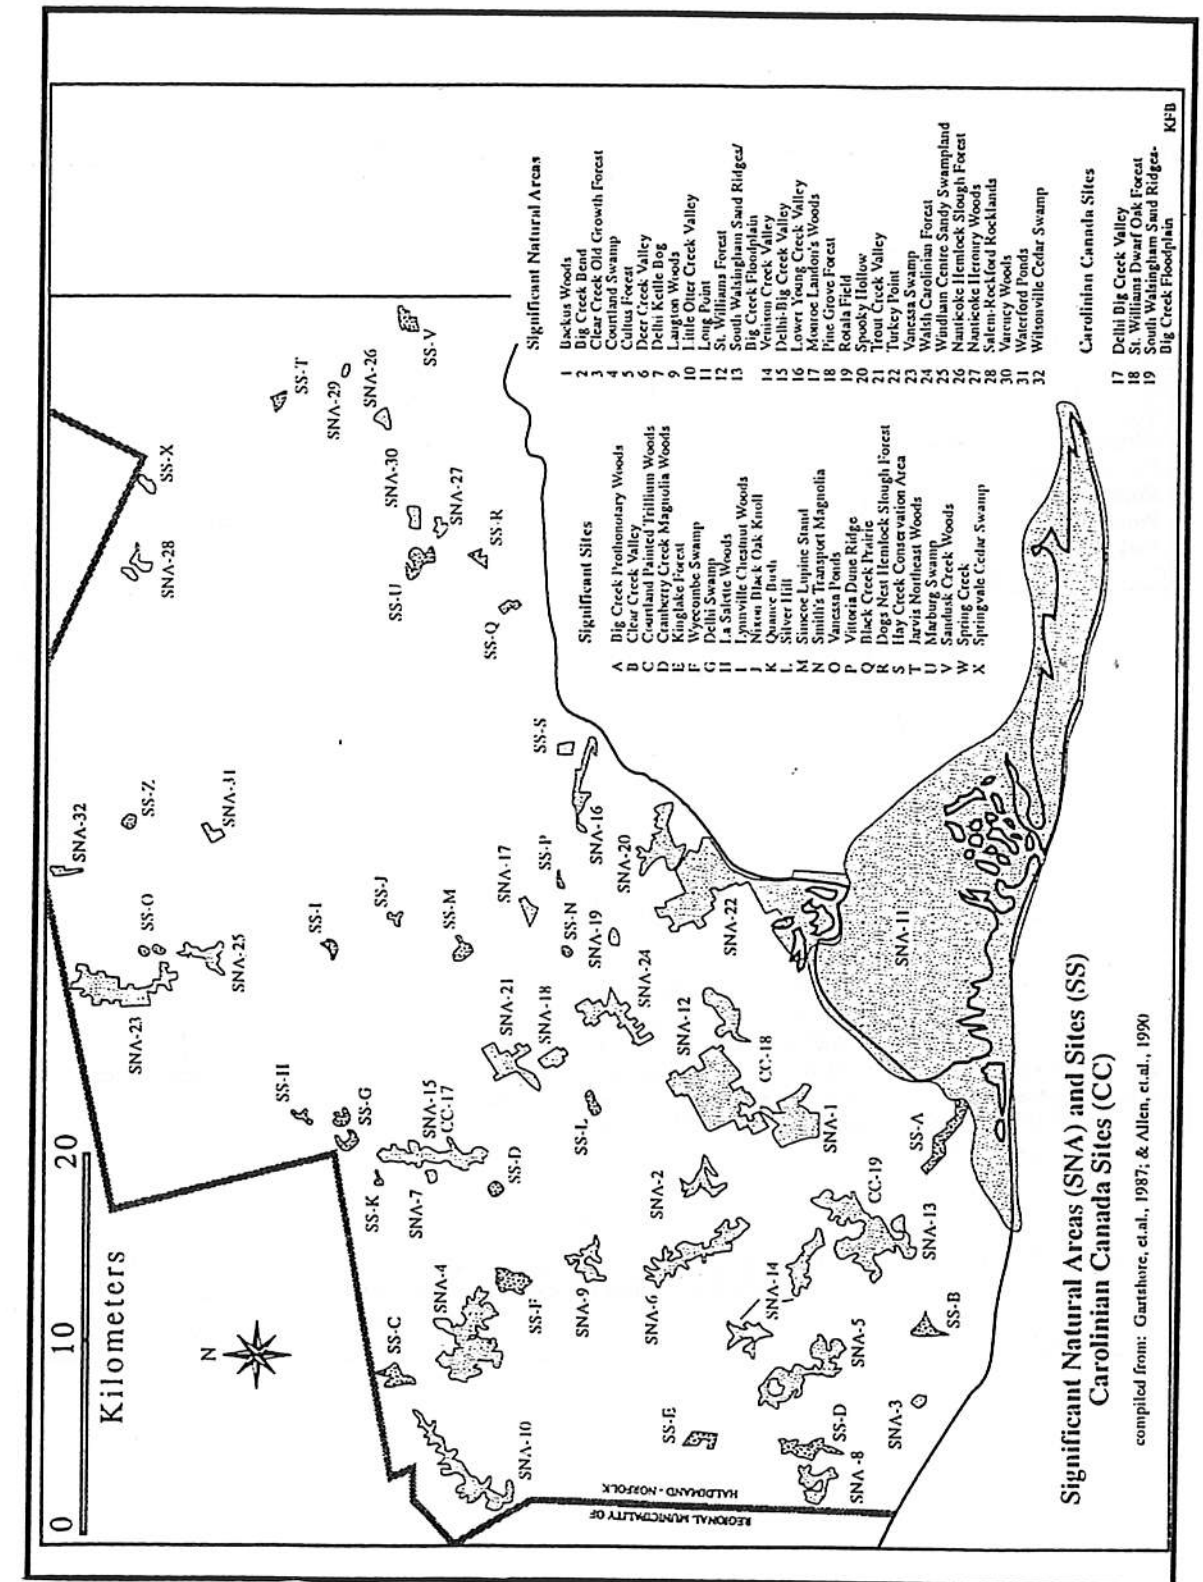 0
10
20
Kilometers
N
SNA-32
SS-Z
SNA-31
SS-O
SNA-25
SNA-23
SS-X
SNA-28
SS-T
SNA-29
SNA-26
SS-V
SNA-30
SNA-27
SS-U
SS-R
SS-Q
SS-I
SS-J
SS-M
SS-H
SS-G
SNA-15
CC-17
SS-K
SNA-7
SS-D
SNA-4
SS-C
SS-F
SNA-10
SNA-17
SS-P
SS-S
SNA-16
SNA-20
SS-N
SNA-19
SNA-24
SNA-21
SNA-18
SS-L
SNA-12
CC-18
SNA-1
SNA-22
SNA-11
SNA-2
SNA-9
SNA-6
SNA-14
CC-19
SNA-13
SS-A
SS-B
SNA-5
SS-E
SS-D
SNA-3
SNA-8
REGIONAL MUNICIPALITY OF
HALDIMAND - NORFOLK
Significant Natural Areas
1 Backus Woods
2 Big Creek Bend
3 Clear Creek Old Growth Forest
4 Courtland Swamp
5 Cultus Forest
6 Deer Creek Valley
7 Delhi Kettle Bog
9 Langton Woods
10 Little Otter Creek Valley
11 Long Point
12 St. Williams Forest
13 South Walsingham Sand Ridges/
Big Creek Floodplain
14 Venison Creek Valley
15 Delhi-Big Creek Valley
16 Lower Young Creek Valley
17 Monroe Landon's Woods
18 Pine Grove Forest
19 Rotala Field
20 Spooky Hollow
21 Trout Creek Valley
22 Turkey Point
23 Vanessa Swamp
24 Walsh Carolinian Forest
25 Windham Centre Sandy Swampland
26 Nanticoke Hemlock Slough Forest
27 Nanticoke Heronry Woods
28 Salem-Rockford Rocklands
30 Varency Woods
31 Waterford Ponds
32 Wilsonville Cedar Swamp
Significant Sites
A Big Creek Prothonotary Woods
B Clear Creek Valley
C Courtland Painted Trillium Woods
D Cranberry Creek Magnolia Woods
E Kinglake Forest
F Wyecombe Swamp
G Delhi Swamp
H La Salette Woods
I Lynnville Chestnut Woods
J Nixon Black Oak Knoll
K Quance Bush
L Silver Hill
M Simcoe Lupine Sand
N Smith's Transport Magnolia
O Vanessa Ponds
P Vittoria Dune Ridge
Q Black Creek Prairie
R Dogs Nest Hemlock Slough Forest
S Hay Creek Conservation Area
T Jarvis Northeast Woods
U Marburg Swamp
V Sandusk Creek Woods
W Spring Creek
X Springvale Cedar Swamp
Carolinian Canada Sites
17 Delhi Big Creek Valley
18 St. Williams Dwarf Oak Forest
19 South Walsingham Sand Ridges-
Big Creek Floodplain
KFB
Significant Natural Areas (SNA) and Sites (SS)
Carolinian Canada Sites (CC)
compiled from: Gartshore, et.al., 1987; & Allen, et.al., 1990